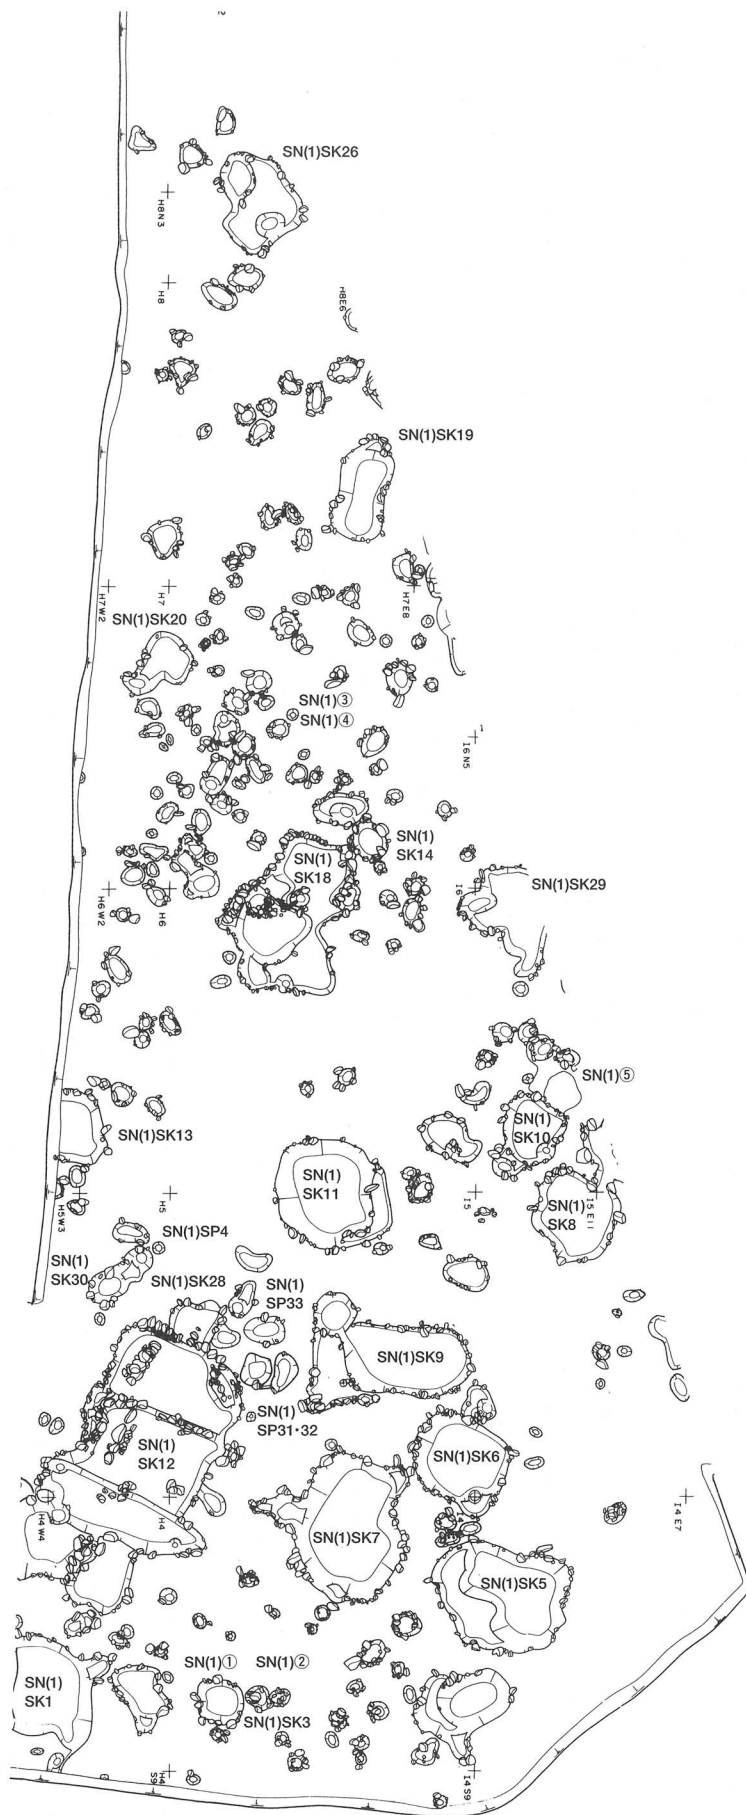 SN(1)SK26
H8N3
H8
H8E6
SN(1)SK19
H7W2
H7
H7E8
SN(1)SK20
SN(1)③
SN(1)④
I6N5
SN(1)
SK14
SN(1)
SK18
SN(1)SK29
H6W2
H6
I6
SN(1)⑤
SN(1)
SK10
SN(1)SK13
SN(1)
SK11
SN(1)
SK8
H5W3
H5
I5
I5E11
SN(1)SP4
SN(1)
SK30
SN(1)SK28
SN(1)
SP33
SN(1)SK9
SN(1)
SP31・32
SN(1)
SK12
SN(1)SK6
H4W4
H4
I4
I4E7
SN(1)SK7
SN(1)SK5
SN(1)①
SN(1)②
SN(1)
SK1
SN(1)SK3
H4
S9
I4S9